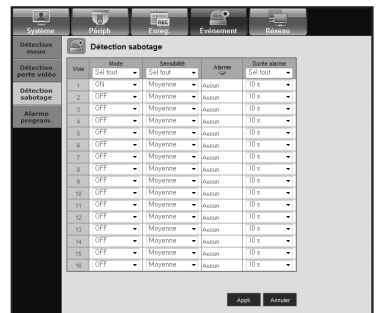 Système Périph Enreg. Événement Réseau
Détection mouv
Détection perte vidéo
Détection sabotage
Alarme program.
Détection sabotage
Voie Mode Sensibilité Alarme Durée alarme
Sél tout Sél tout Sél tout
1 ON Moyenne Aucun 10 s
2 OFF Moyenne Aucun 10 s
3 OFF Moyenne Aucun 10 s
4 OFF Moyenne Aucun 10 s
5 OFF Moyenne Aucun 10 s
6 OFF Moyenne Aucun 10 s
7 OFF Moyenne Aucun 10 s
8 OFF Moyenne Aucun 10 s
9 OFF Moyenne Aucun 10 s
10 OFF Moyenne Aucun 10 s
11 OFF Moyenne Aucun 10 s
12 OFF Moyenne Aucun 10 s
13 OFF Moyenne Aucun 10 s
14 OFF Moyenne Aucun 10 s
15 OFF Moyenne Aucun 10 s
16 OFF Moyenne Aucun 10 s
Appli Annuler